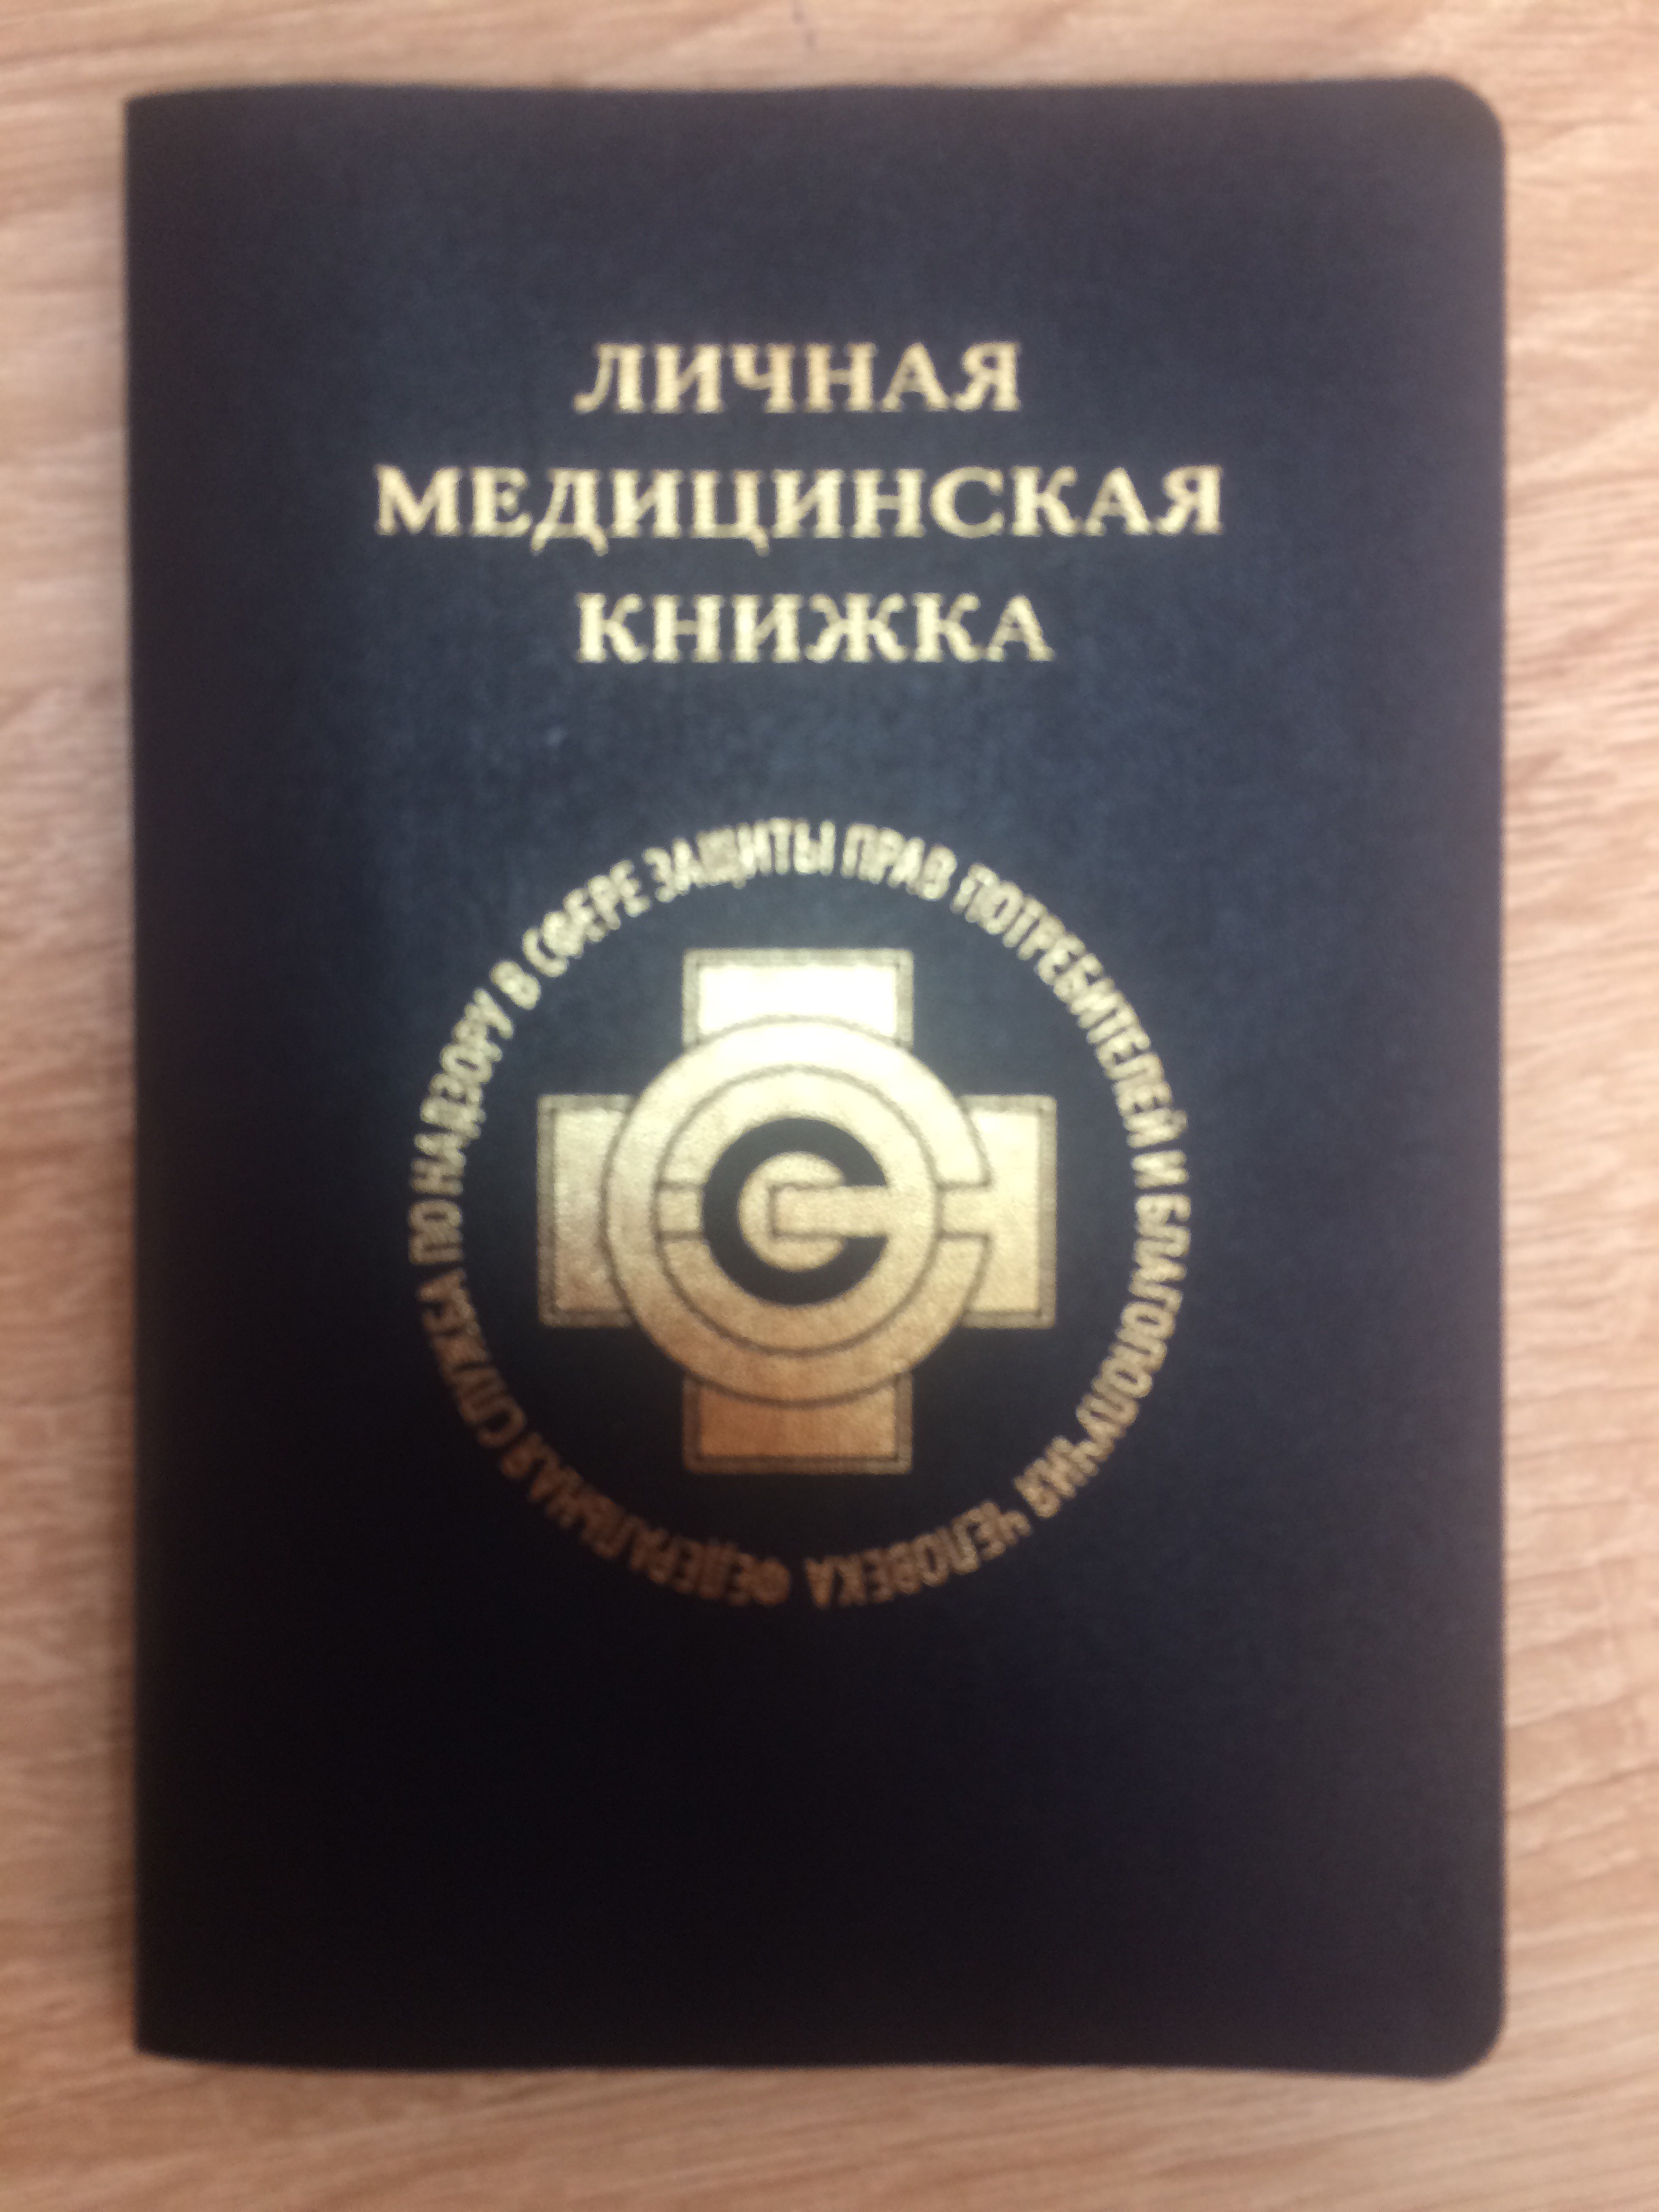 ЛИЧНАЯ
МЕДИЦИНСКАЯ
КНИЖКА
ФЕДЕРАЛЬНАЯ СЛУЖБА ПО НАДЗОРУ В СФЕРЕ ЗАЩИТЫ ПРАВ ПОТРЕБИТЕЛЕЙ И БЛАГОПОЛУЧИЯ ЧЕЛОВЕКА